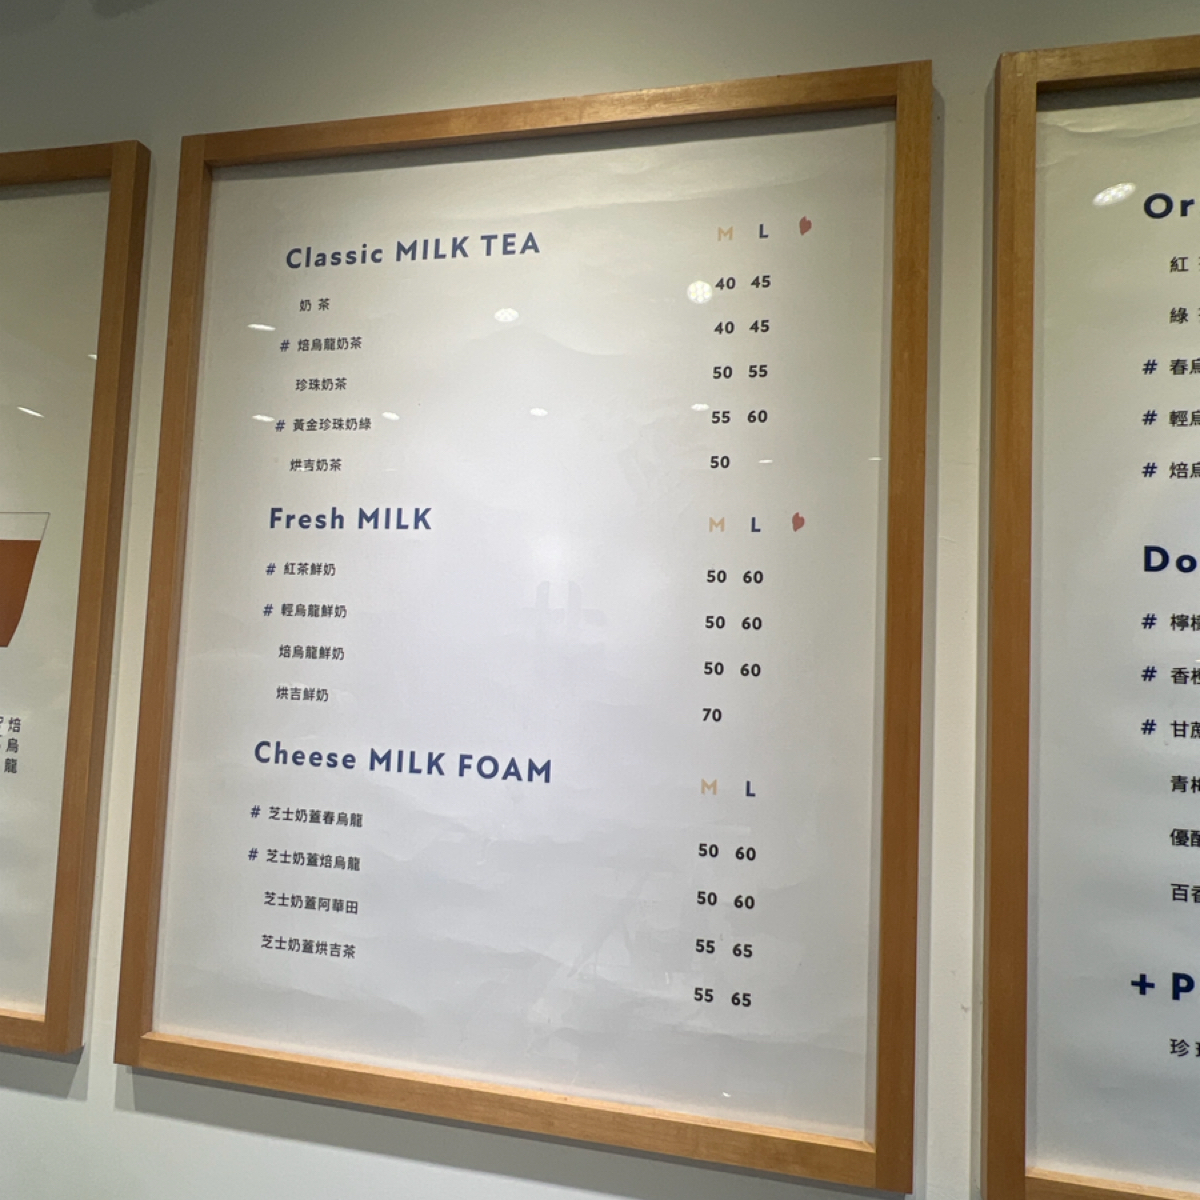 焙
烏
龍
Classic MILK TEA M L
奶 茶 40 45
# 焙烏龍奶茶 40 45
珍珠奶茶 50 55
# 黃金珍珠奶綠 55 60
烘吉奶茶 50
Fresh MILK M L
# 紅茶鮮奶 50 60
# 輕烏龍鮮奶 50 60
焙烏龍鮮奶 50 60
烘吉鮮奶 70
Cheese MILK FOAM M L
# 芝士奶蓋春烏龍 50 60
# 芝士奶蓋焙烏龍 50 60
芝士奶蓋阿華田 55 65
芝士奶蓋烘吉茶 55 65
Or
紅
綠
# 春烏
# 輕烏
# 焙烏
Do
# 檸
# 香
# 甘蔗
青梅
優酪
百香
+ P
珍